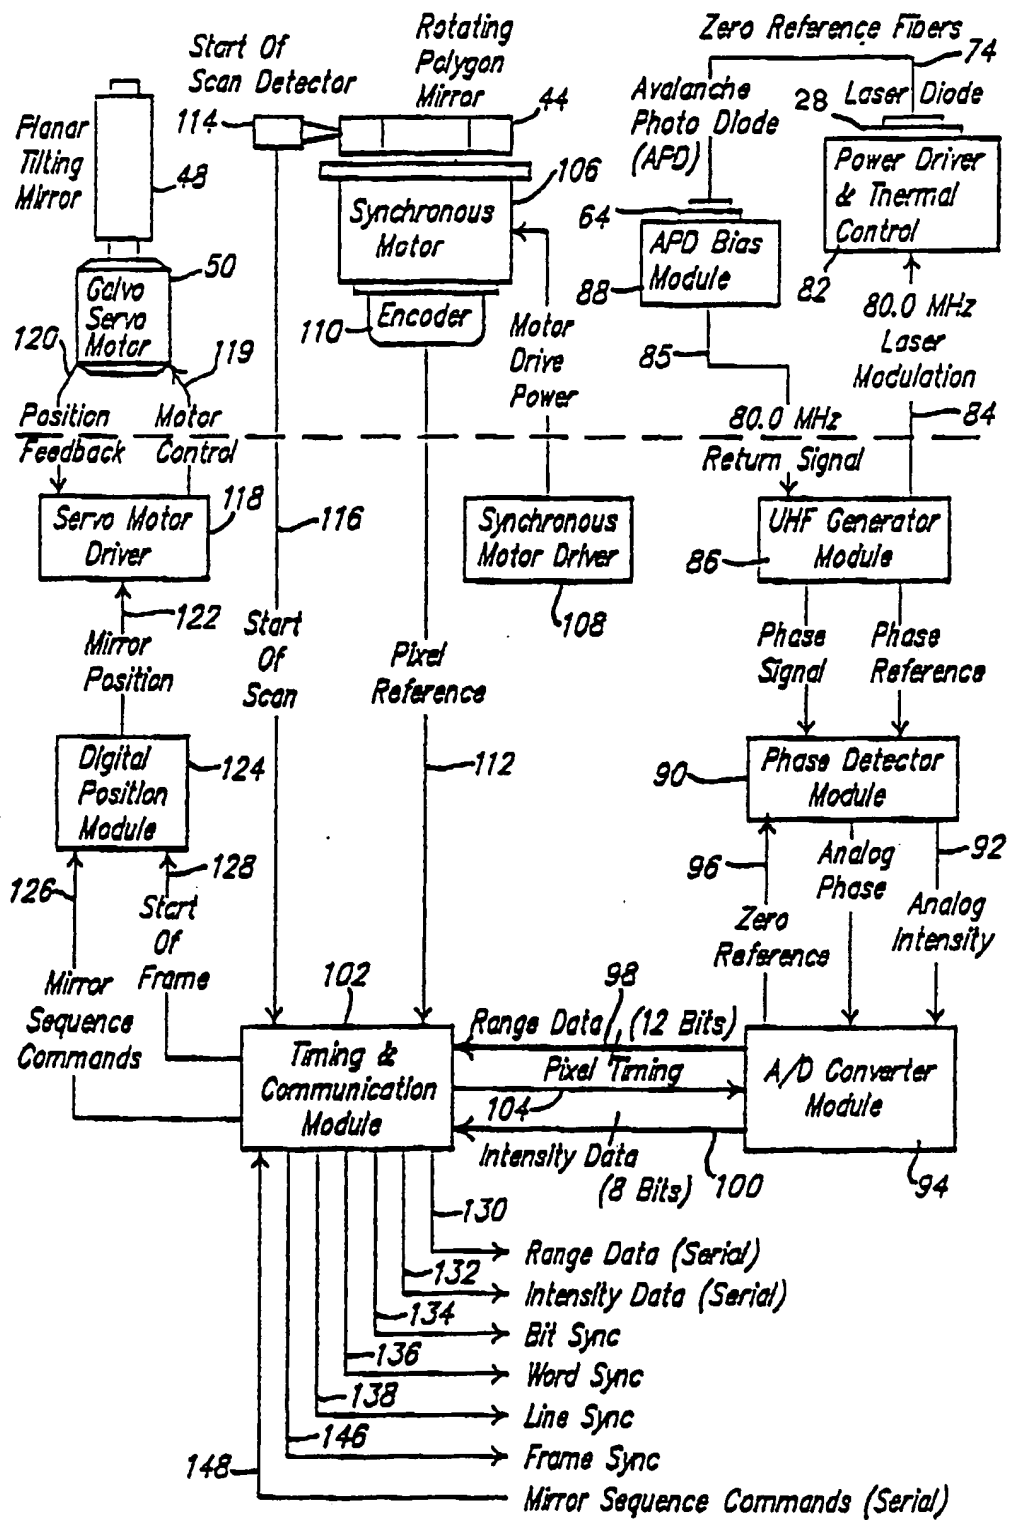 Zero Reference Fibers
74
Rotating
Polygon
Mirror
44
Start Of
Scan Detector
114
Avalanche
Photo Diode
(APD)
28
Laser Diode
Planar
Tilting
Mirror
48
Power Driver
& Thermal
Control
82
106
Synchronous
Motor
64
APD Bias
Module
88
50
Galvo
Servo
Motor
120
119
110
Encoder
Motor
Drive
Power
85
80.0 MHz
Laser
Modulation
84
Position
Feedback
Motor
Control
80.0 MHz
Return Signal
118
Servo Motor
Driver
116
Synchronous
Motor Driver
108
UHF Generator
Module
86
122
Mirror
Position
Start
Of
Scan
Pixel
Reference
Phase
Signal
Phase
Reference
Digital
Position
Module
124
112
90
Phase Detector
Module
126
128
Start
Of
Frame
96
Analog
Phase
92
Zero
Reference
Analog
Intensity
Mirror
Sequence
Commands
102
98
Range Data (12 Bits)
Timing &
Communication
Module
Pixel Timing
104
A/D Converter
Module
Intensity Data
(8 Bits)
100
94
130
Range Data (Serial)
132
Intensity Data (Serial)
134
Bit Sync
136
Word Sync
138
Line Sync
146
Frame Sync
148
Mirror Sequence Commands (Serial)